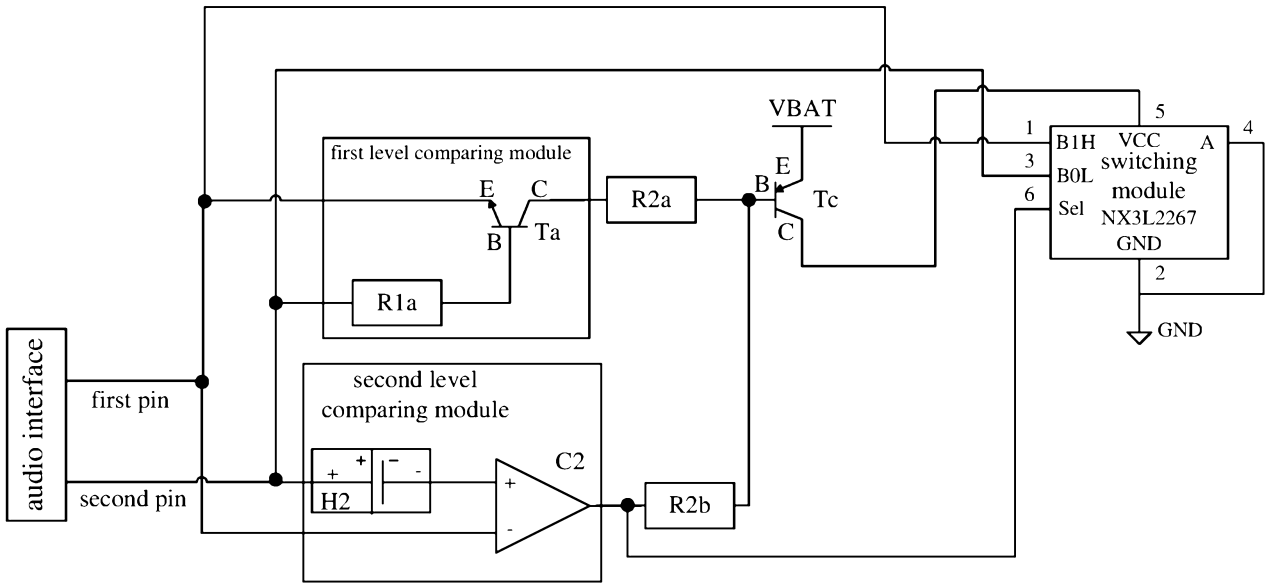 VBAT
5
1
4
B1H
VCC
A
first level comparing module
3
switching
E
B0L
module
E
C
R2a
B
Tc
6
Sel
NX3L2267
B
Ta
C
GND
R1a
2
GND
audio interface
second level
first pin
comparing module
C2
+ −
+ -
+
second pin
H2
R2b
-